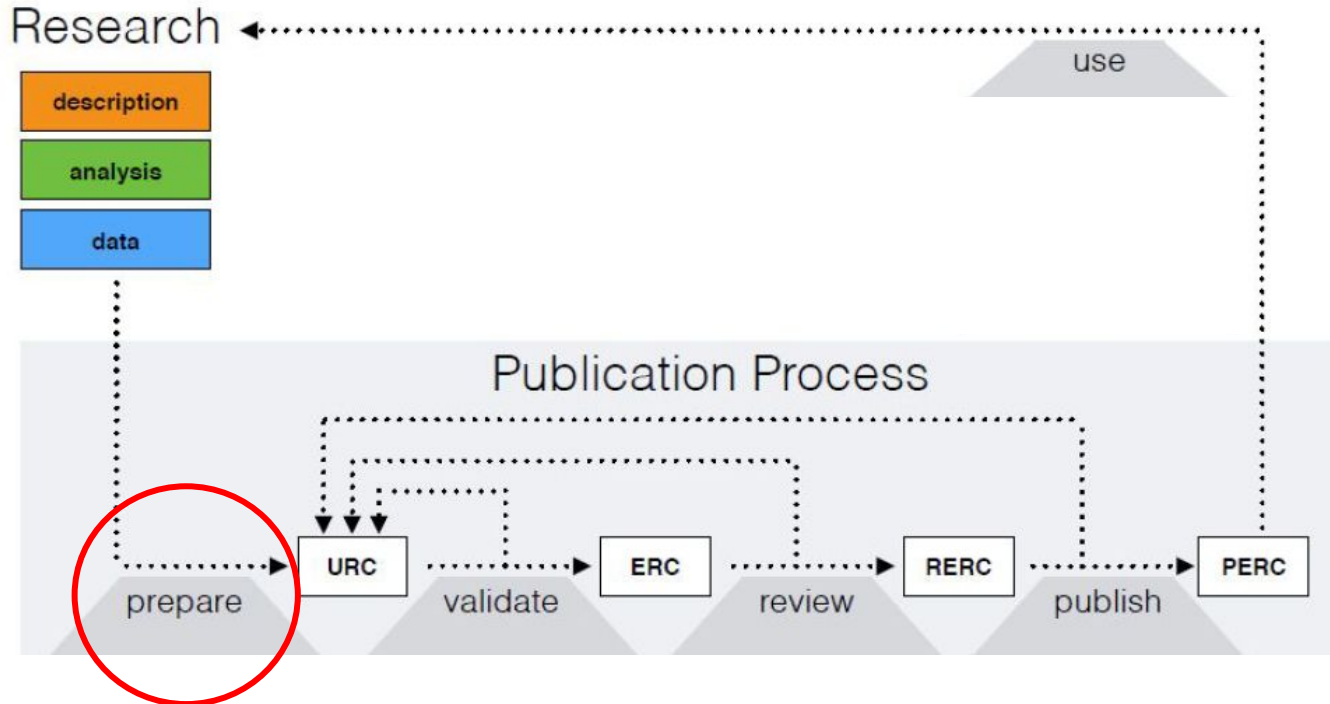 Research
use
description
analysis
data
Publication Process
URC
ERC
RERC
PERC
prepare
validate
review
publish